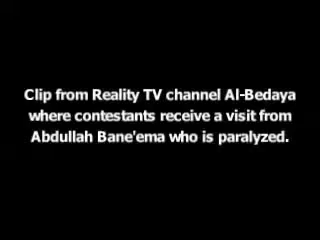 Clip from Reality TV channel Al-Bedaya
where contestants receive a visit from
Abdullah Bane'ema who is paralyzed.